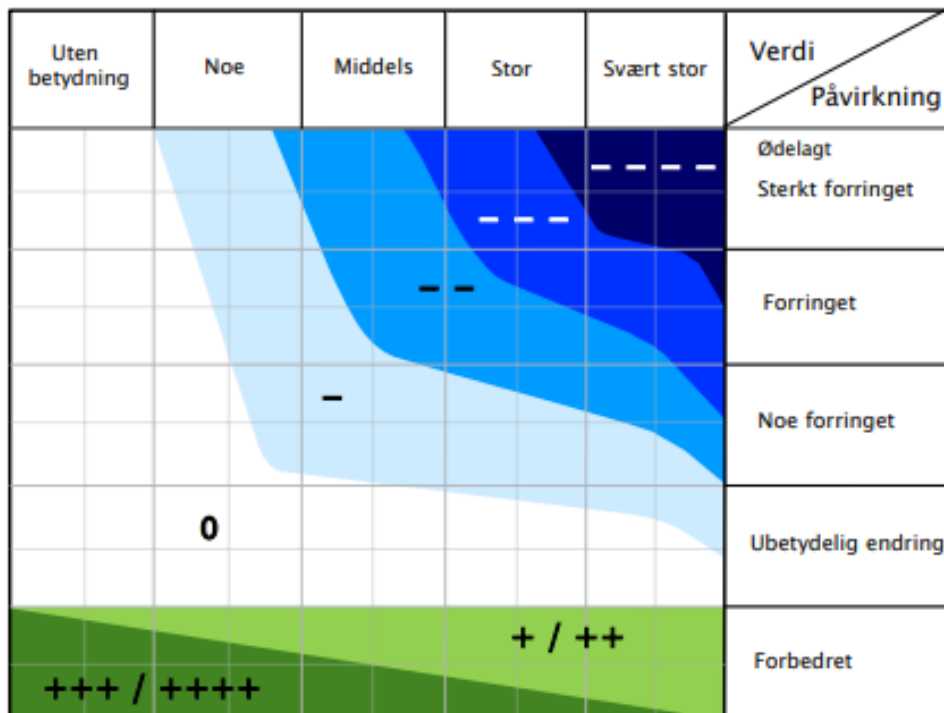 Uten
betydning
Noe
Middels
Stor
Svært stor
Verdi
Påvirkning
Ødelagt
– – – –
Sterkt forringet
– – –
– –
Forringet
–
Noe forringet
0
Ubetydelig endring
+ / ++
Forbedret
+++ / ++++